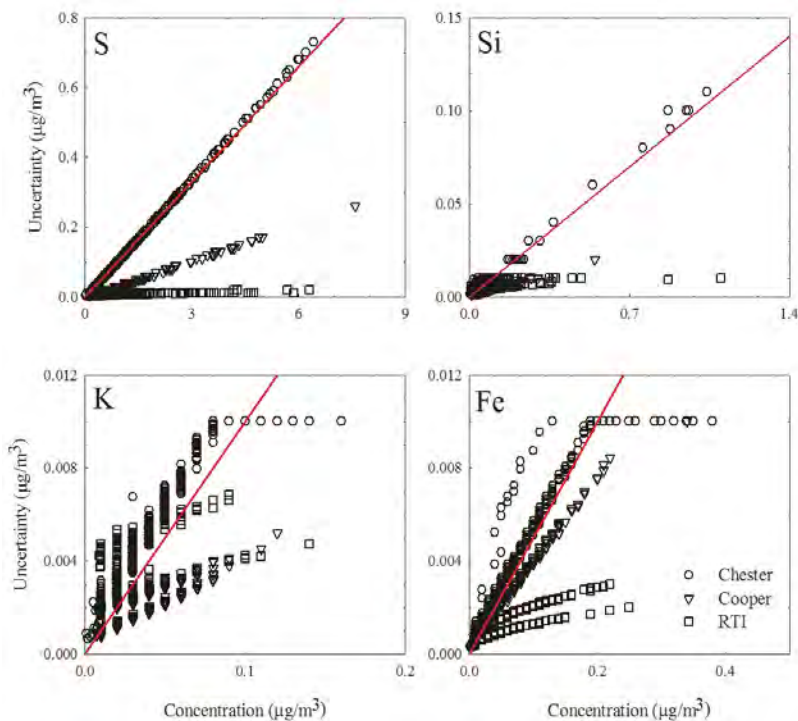 S
Si
Uncertainty (µg/m³)
0.8
0.6
0.4
0.2
0.0
0
3
6
9
0.15
0.10
0.05
0.00
0.0
0.7
1.4
K
Fe
Uncertainty (µg/m³)
0.012
0.008
0.004
0.000
0.0
0.1
0.2
0.012
0.008
0.004
0.000
0.0
0.2
0.4
Chester
Cooper
RTI
Concentration (µg/m³)
Concentration (µg/m³)